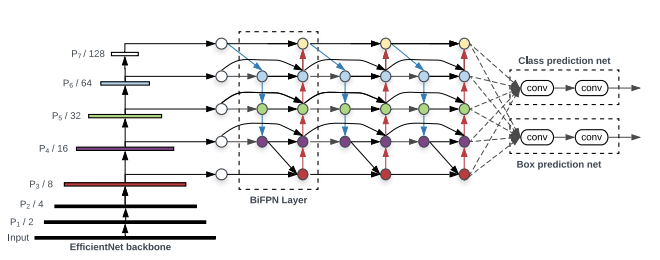 P7 / 128
P6 / 64
P5 / 32
P4 / 16
P3 / 8
P2 / 4
P1 / 2
Input
EfficientNet backbone
BiFPN Layer
Class prediction net
conv conv
conv conv
Box prediction net